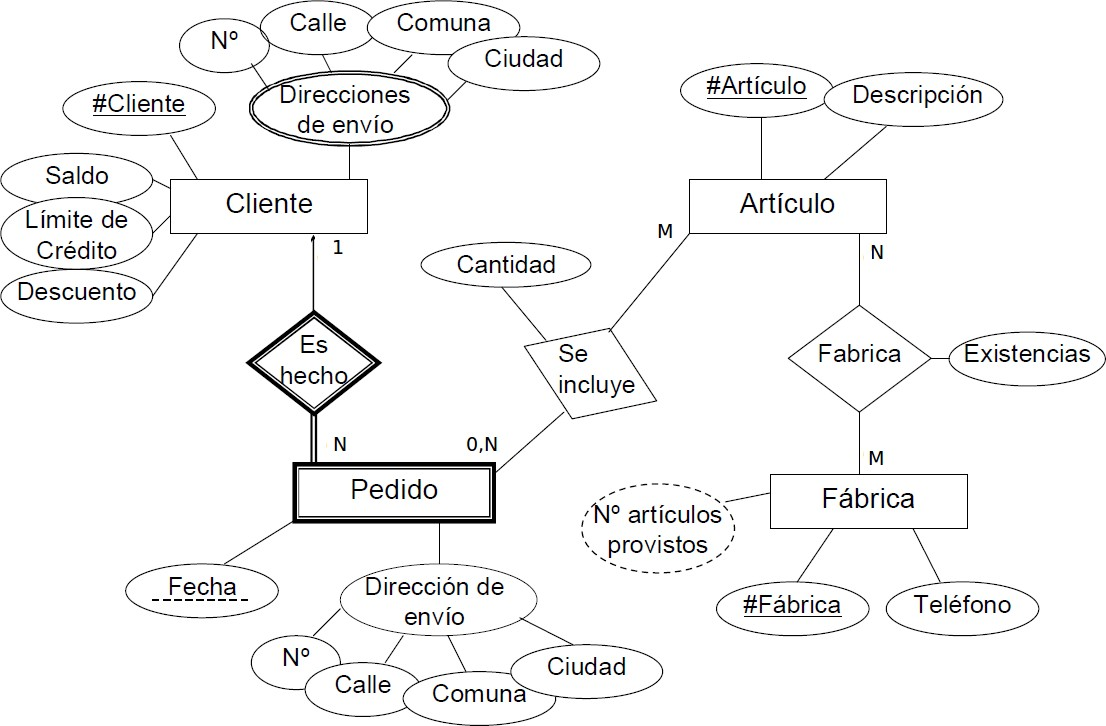 Nº
Calle
Comuna
Ciudad
Direcciones
de envío
#Cliente
Saldo
Límite de
Crédito
Descuento
Cliente
1
Es
hecho
N
Pedido
0,N
Fecha
Dirección de
envío
Nº
Calle
Comuna
Ciudad
Cantidad
Se
incluye
M
#Artículo
Descripción
Artículo
N
Fabrica
Existencias
M
Fábrica
Nº artículos
provistos
#Fábrica
Teléfono